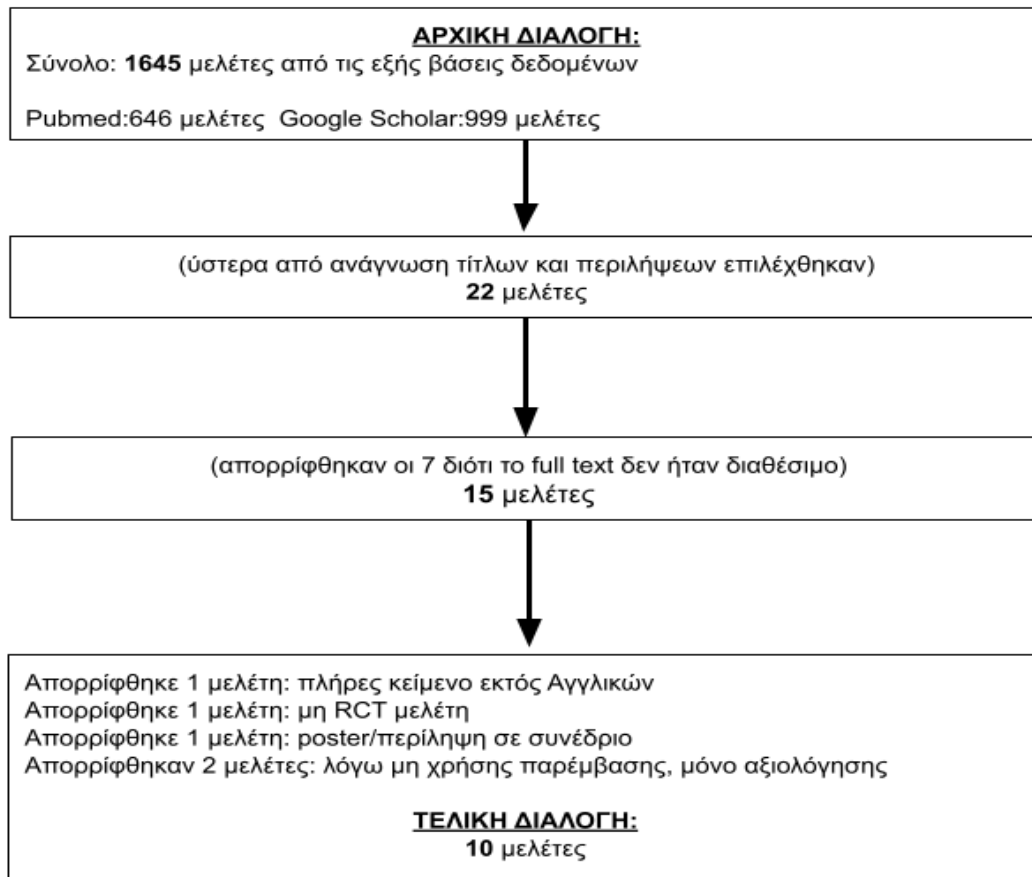 ΑΡΧΙΚΗ ΔΙΑΛΟΓΗ:
Σύνολο: 1645 μελέτες από τις εξής βάσεις δεδομένων
Pubmed:646 μελέτες  Google Scholar:999 μελέτες
(ύστερα από ανάγνωση τίτλων και περιλήψεων επιλέχθηκαν)
22 μελέτες
(απορρίφθηκαν οι 7 διότι το full text δεν ήταν διαθέσιμο)
15 μελέτες
Απορρίφθηκε 1 μελέτη: πλήρες κείμενο εκτός Αγγλικών
Απορρίφθηκε 1 μελέτη: μη RCT μελέτη
Απορρίφθηκε 1 μελέτη: poster/περίληψη σε συνέδριο
Απορρίφθηκαν 2 μελέτες: λόγω μη χρήσης παρέμβασης, μόνο αξιολόγησης
ΤΕΛΙΚΗ ΔΙΑΛΟΓΗ:
10 μελέτες